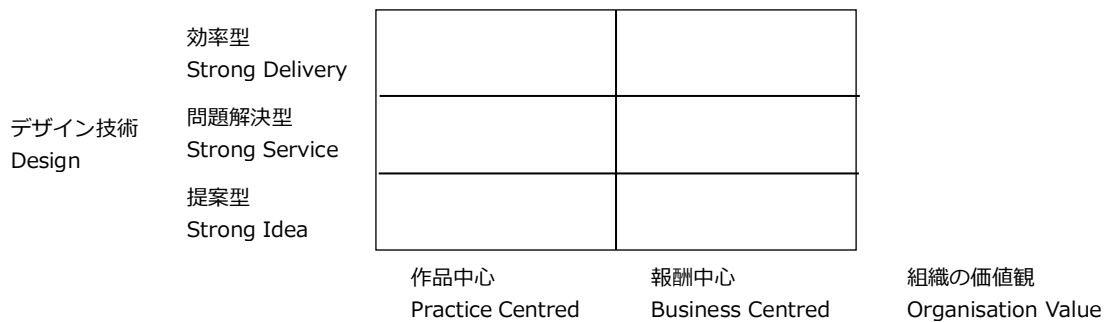 効率型
Strong Delivery
デザイン技術
Design
問題解決型
Strong Service
提案型
Strong Idea
作品中心
Practice Centred
報酬中心
Business Centred
組織の価値観
Organisation Value